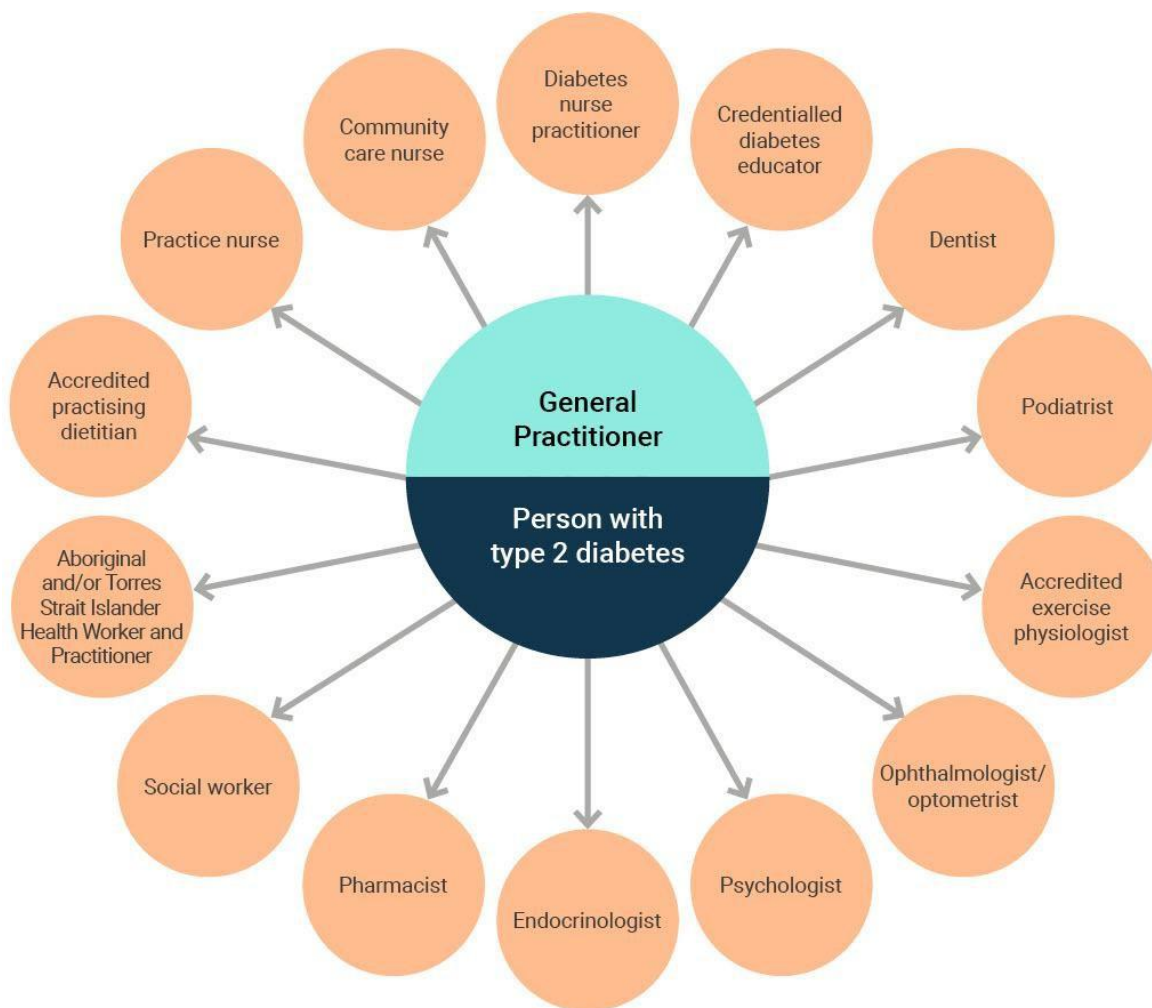 Diabetes
nurse
practitioner
Credentialled
diabetes
educator
Dentist
Podiatrist
Accredited
exercise
physiologist
Ophthalmologist/
optometrist
Psychologist
Endocrinologist
Pharmacist
Social worker
Aboriginal
and/or Torres
Strait Islander
Health Worker and
Practitioner
Accredited
practising
dietitian
Practice nurse
Community
care nurse
General
Practitioner
Person with
type 2 diabetes